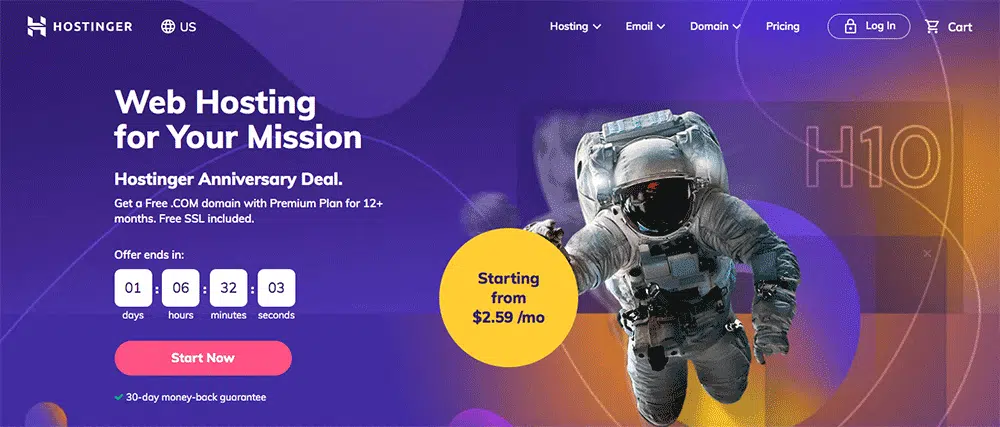 HOSTINGER
US
Hosting
Email
Domain
Pricing
Log In
Cart
Web Hosting
for Your Mission
Hostinger Anniversary Deal.
Get a Free .COM domain with Premium Plan for 12+
months. Free SSL included.
Offer ends in:
01 : 06 : 32 : 03
days hours minutes seconds
Start Now
30-day money-back guarantee
Starting
from
$2.59 /mo
H10